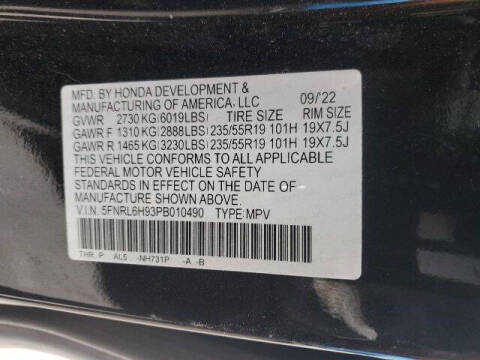 MFD. BY HONDA DEVELOPMENT &
MANUFACTURING OF AMERICA, LLC 09/22
GVWR 2730 KG(6019LBS) TIRE SIZE RIM SIZE
GAWR F 1310 KG(2888LBS) 235/55R19 101H 19X7.5J
GAWR R 1465 KG(3230LBS) 235/55R19 101H 19X7.5J
THIS VEHICLE CONFORMS TO ALL APPLICABLE
FEDERAL MOTOR VEHICLE SAFETY
STANDARDS IN EFFECT ON THE DATE OF
MANUFACTURE SHOWN ABOVE.
V.I.N. 5FNRL6H93PB010490 TYPE: MPV
THR P AL5 -NH731P -A -B